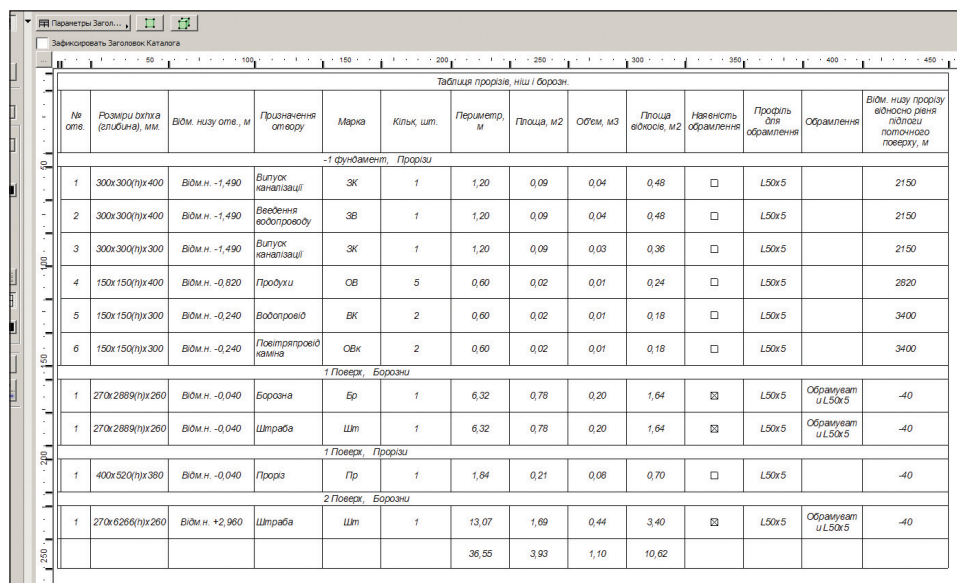 Параметры Загол...
Зафиксировать Заголовок Каталога
...
50 100 150 200 250 300 350 400 450
Таблиця прорізів, ніш і борозн.
№ отв. Розміри bxhxa (глибина), мм. Відм. низу отв., м Призначення отвору Марка Кільк, шт. Периметр, м Площа, м2 Об'єм, м3 Площа відкосів, м2 Наявність обрамлення Профіль для обрамлення Обрамлення Відм. низу прорізу відносно рівня підлоги поточного поверху, м
-1 фундамент, Прорізи
1 300x300(h)x400 Відм.н. -1,490 Випуск каналізації ЗК 1 1,20 0,09 0,04 0,48 L50x5 2150
2 300x300(h)x400 Відм.н. -1,490 Введення водопроводу ЗВ 1 1,20 0,09 0,04 0,48 L50x5 2150
3 300x300(h)x300 Відм.н. -1,490 Випуск каналізації ЗК 1 1,20 0,09 0,03 0,36 L50x5 2150
4 150x150(h)x400 Відм.н. -0,820 Продухи ОВ 5 0,60 0,02 0,01 0,24 L50x5 2820
5 150x150(h)x300 Відм.н. -0,240 Водопровід ВК 2 0,60 0,02 0,01 0,18 L50x5 3400
6 150x150(h)x300 Відм.н. -0,240 Повітряпровід каміна ОВк 2 0,60 0,02 0,01 0,18 L50x5 3400
1 Поверх, Борозни
1 270x2889(h)x260 Відм.н. -0,040 Борозна Бр 1 6,32 0,78 0,20 1,64 L50x5 Обрамувати L50x5 -40
1 270x2889(h)x260 Відм.н. -0,040 Штраба Шт 1 6,32 0,78 0,20 1,64 L50x5 Обрамувати L50x5 -40
1 Поверх, Прорізи
1 400x520(h)x380 Відм.н. -0,040 Проріз Пр 1 1,84 0,21 0,08 0,70 L50x5 -40
2 Поверх, Борозни
1 270x6266(h)x260 Відм.н. +2,960 Штраба Шт 1 13,07 1,69 0,44 3,40 L50x5 Обрамувати L50x5 -40
36,55 3,93 1,10 10,62
50
100
150
200
250